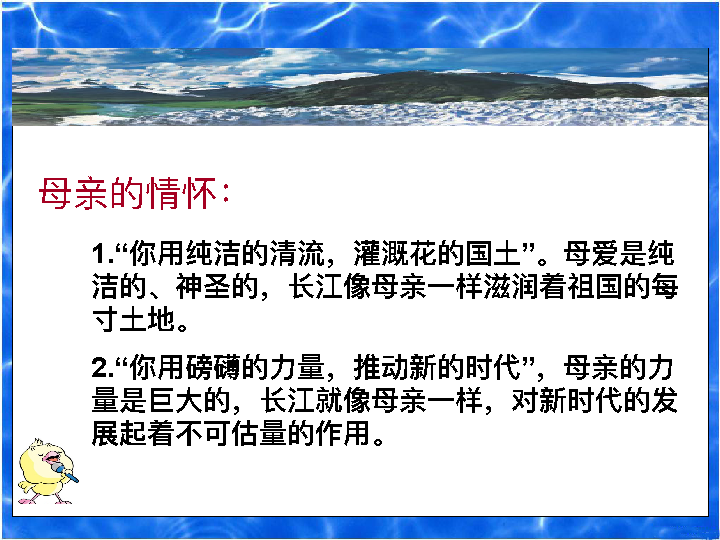 母亲的情怀：
1.“你用纯洁的清流，灌溉花的国土”。母爱是纯
洁的、神圣的，长江像母亲一样滋润着祖国的每
寸土地。
2.“你用磅礴的力量，推动新的时代”，母亲的力
量是巨大的，长江就像母亲一样，对新时代的发
展起着不可估量的作用。